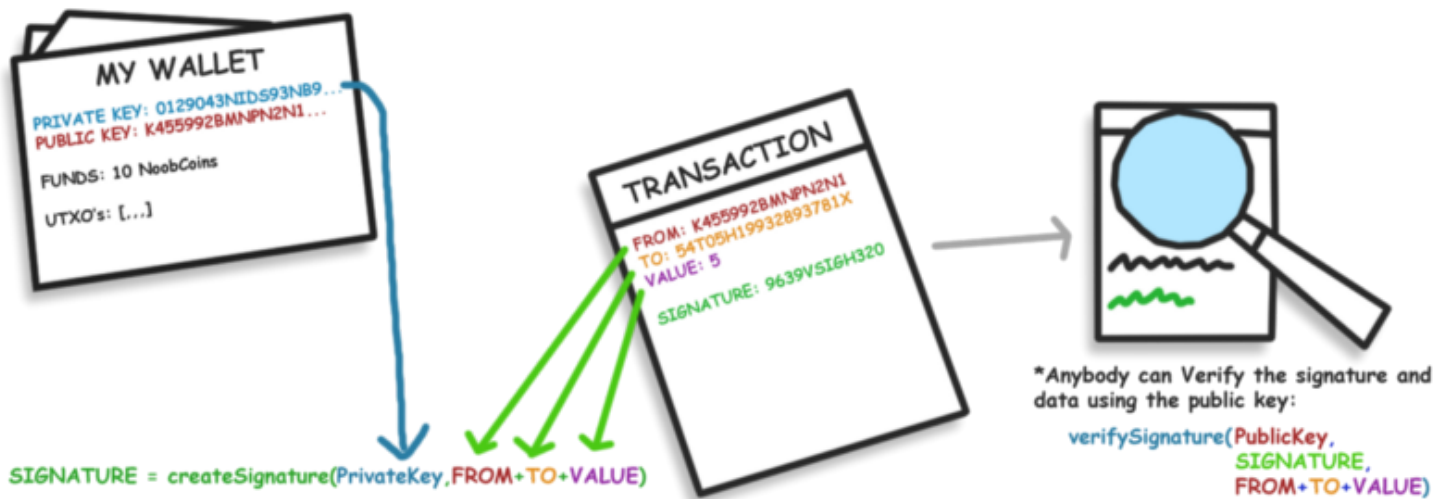 MY WALLET
PRIVATE KEY: 0129043NIDS93NB9...
PUBLIC KEY: K455992BMNPN2N1...
FUNDS: 10 NoobCoins
UTXO's: [...]
TRANSACTION
FROM: K455992BMNPN2N1
TO: 54T05H19932893781X
VALUE: 5
SIGNATURE: 9639VSIGH320
SIGNATURE = createSignature(PrivateKey,FROM+TO+VALUE)
*Anybody can Verify the signature and
data using the public key:
verifySignature(PublicKey,
SIGNATURE,
FROM+TO+VALUE)